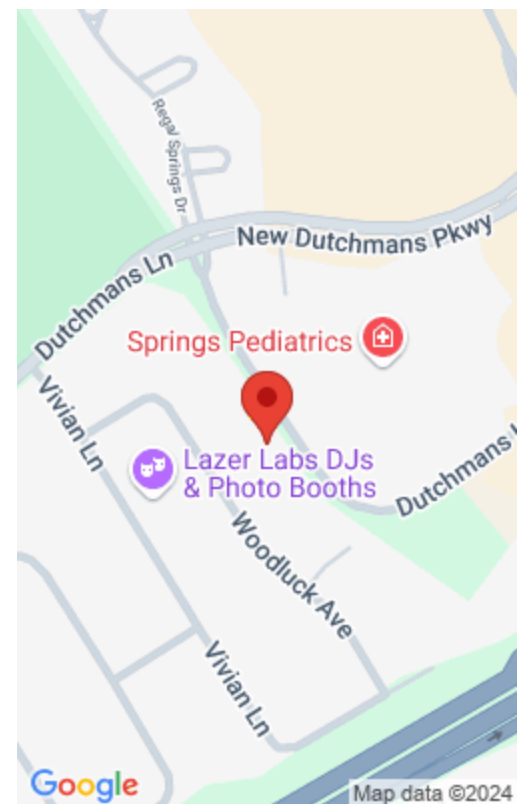 Regal Springs Dr
New Dutchmans Pkwy
Dutchmans Ln
Springs Pediatrics
Vivian Ln
Lazer Labs DJs
& Photo Booths
Dutchmans L
Woodluck Ave
Vivian Ln
Google
Map data ©2024